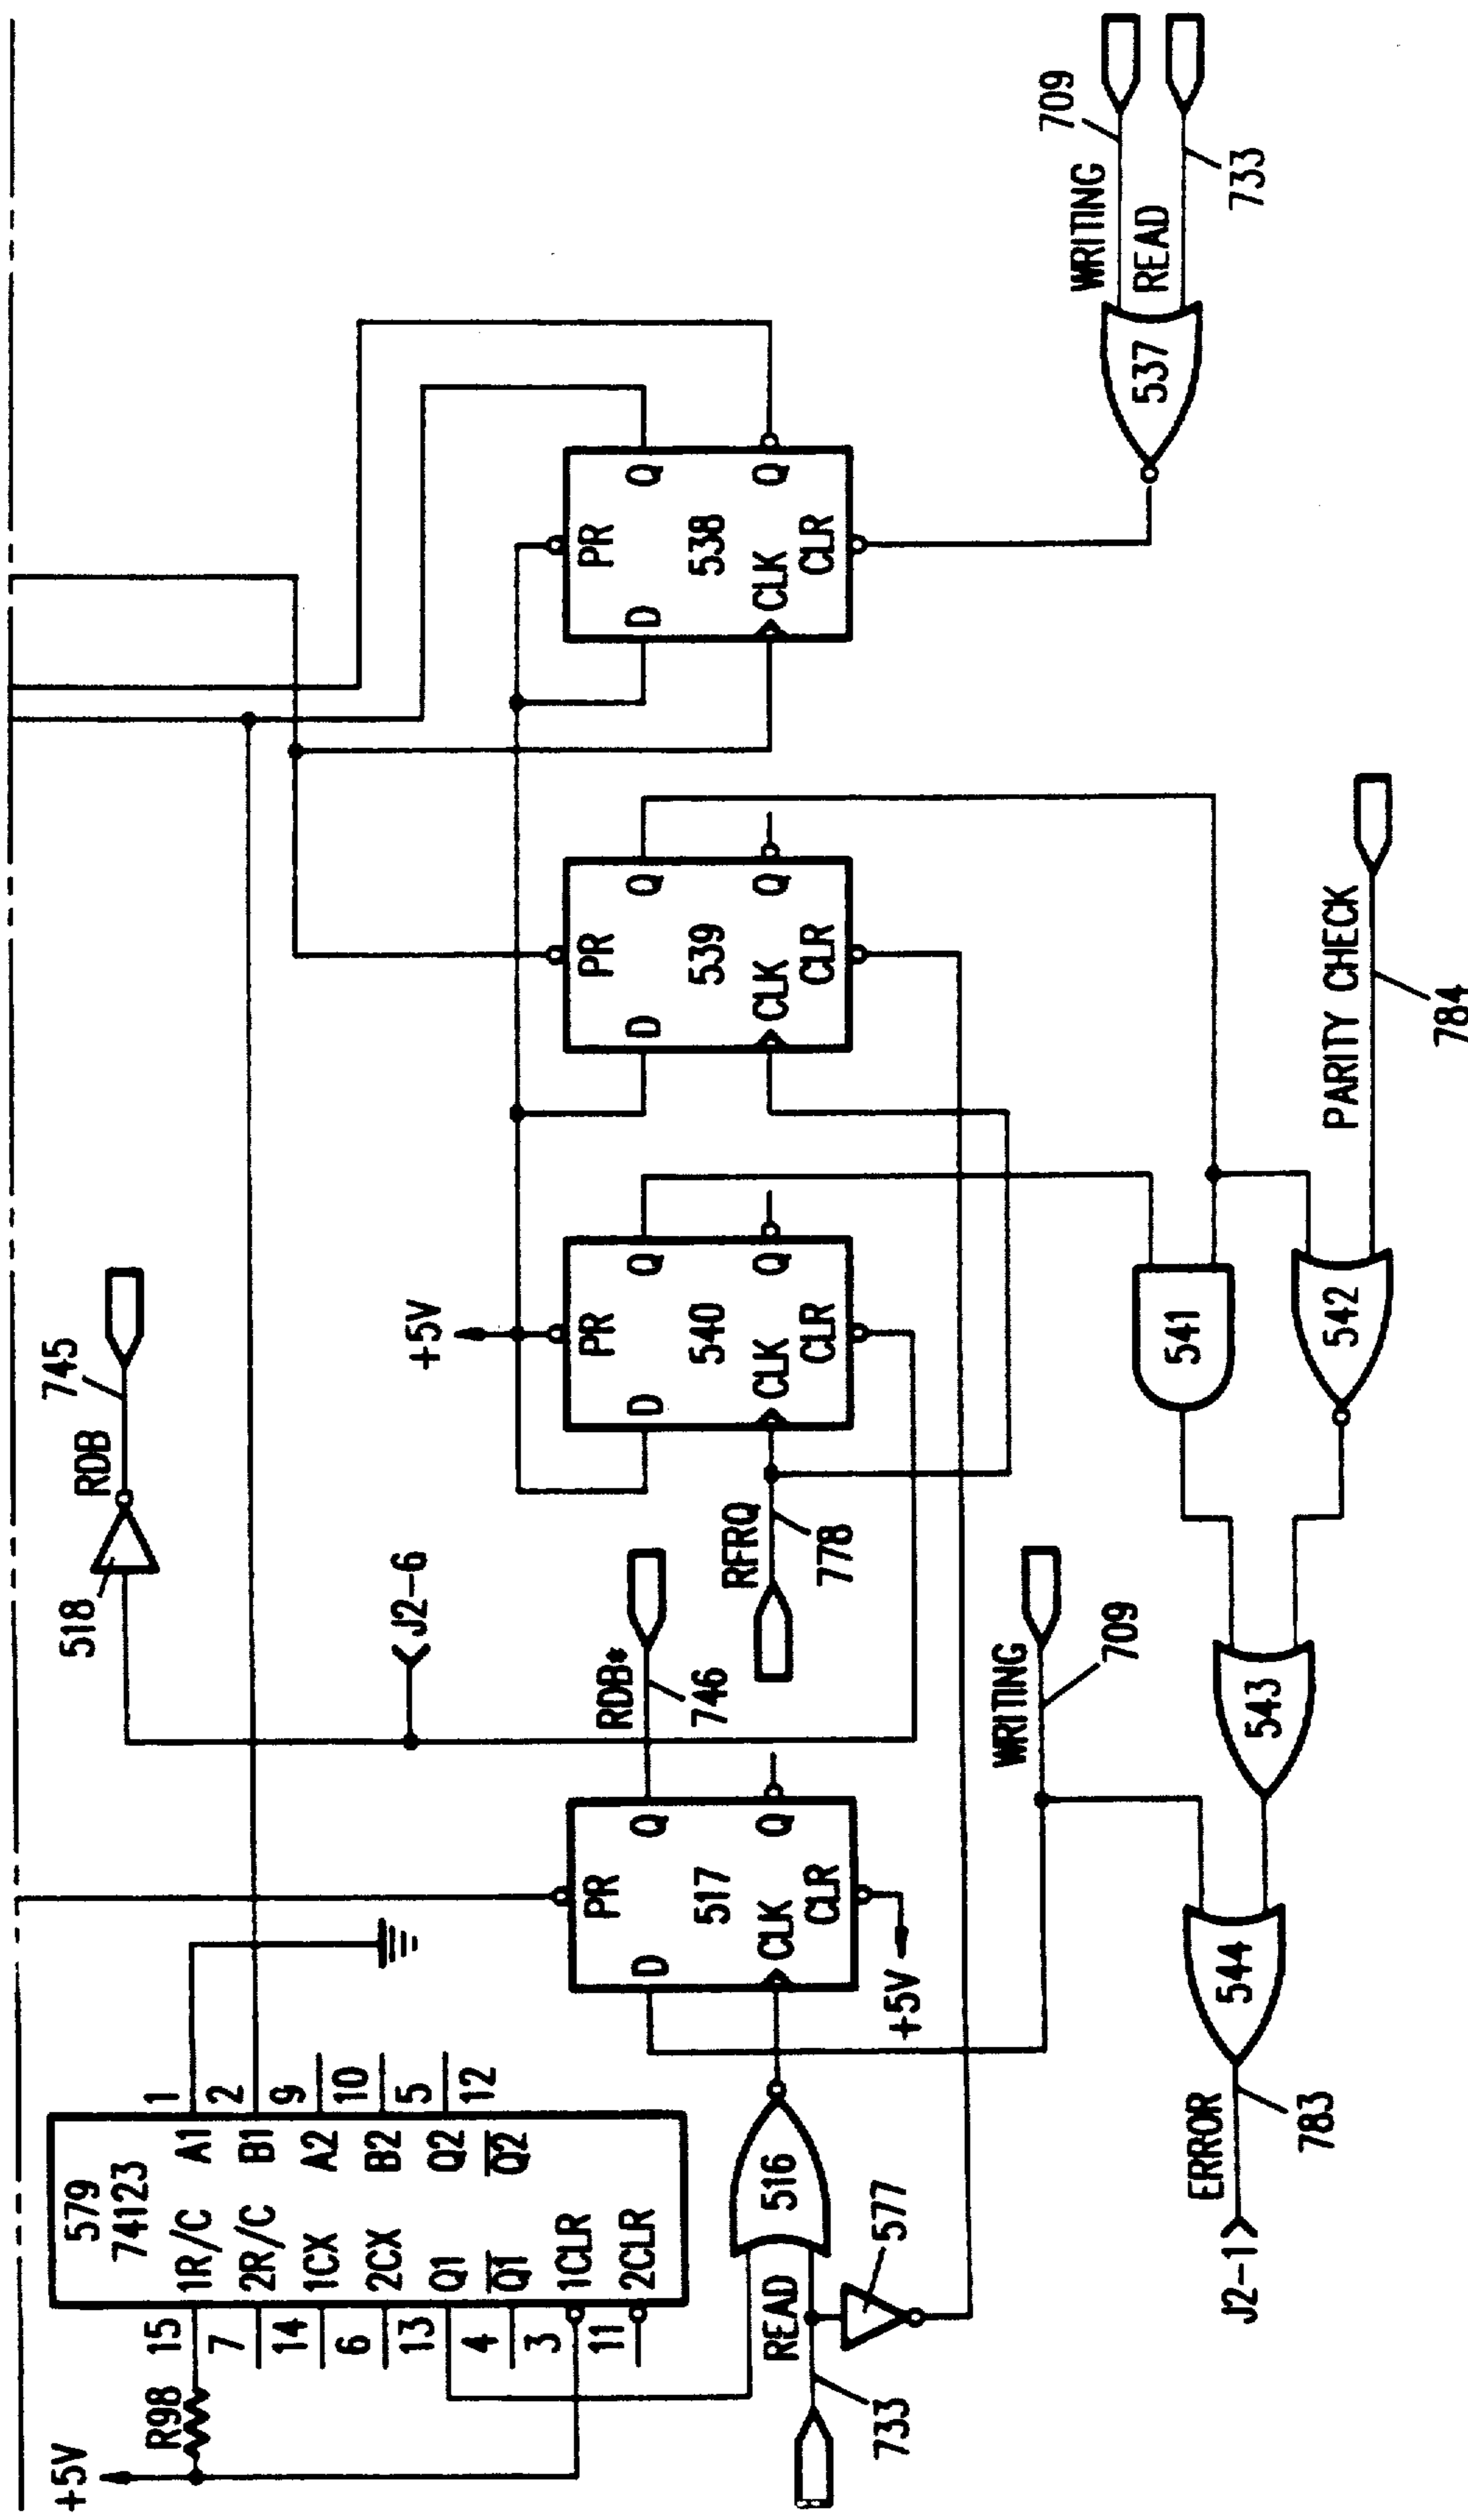 +5V
R98
15
7
14
6
13
4
3
11
579
74123
1R/C
2R/C
1CX
2CX
Q1
Q1
1CLR
2CLR
A1
B1
A2
B2
Q2
Q2
1
2
9
10
5
12
518
RDB
745
J2-6
RDB*
746
RFRQ
778
+5V
READ
733
577
516
D
PR
Q
517
CLK
Q
CLR
+5V
D
PR
Q
540
CLK
Q
CLR
D
PR
Q
539
CLK
Q
CLR
D
PR
Q
538
CLK
Q
CLR
WRITING
709
WRITING
709
READ
733
537
J2-1
ERROR
783
544
543
541
542
PARITY CHECK
784